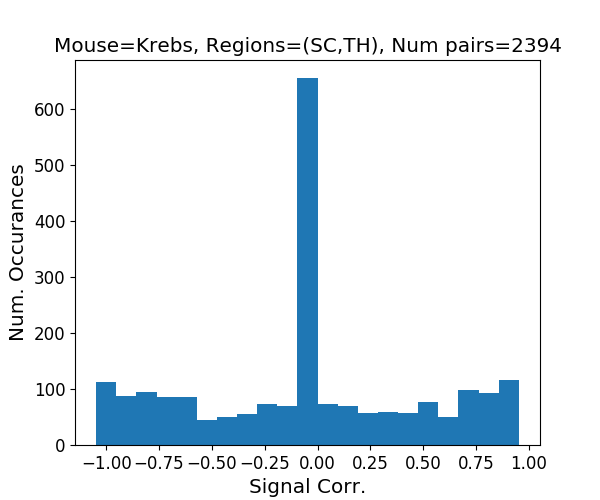 Mouse=Krebs, Regions=(SC,TH), Num pairs=2394
600
500
400
300
200
100
0
Num. Occurances
−1.00 −0.75 −0.50 −0.25 0.00 0.25 0.50 0.75 1.00
Signal Corr.